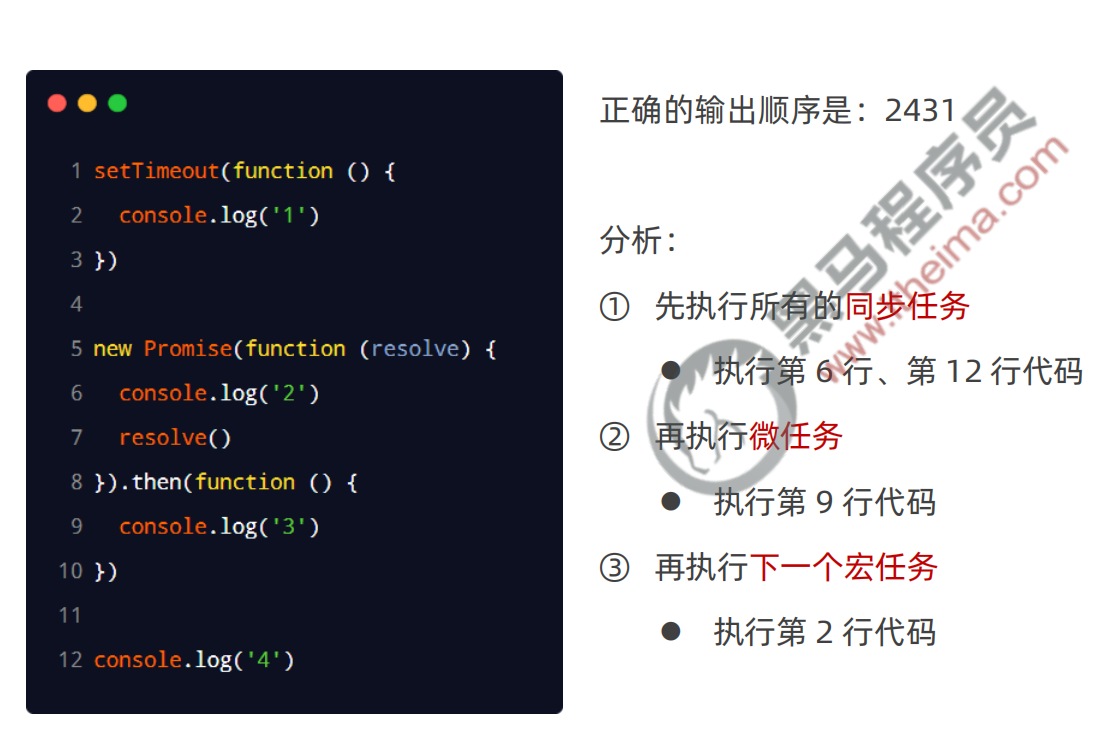 1 setTimeout(function () {
2 console.log('1')
3 })
4
5 new Promise(function (resolve) {
6 console.log('2')
7 resolve()
8 }).then(function () {
9 console.log('3')
10 })
11
12 console.log('4')
正确的输出顺序是：2431
分析：
① 先执行所有的同步任务
● 执行第 6 行、第 12 行代码
② 再执行微任务
● 执行第 9 行代码
③ 再执行下一个宏任务
● 执行第 2 行代码
黑马程序员
www.itheima.com